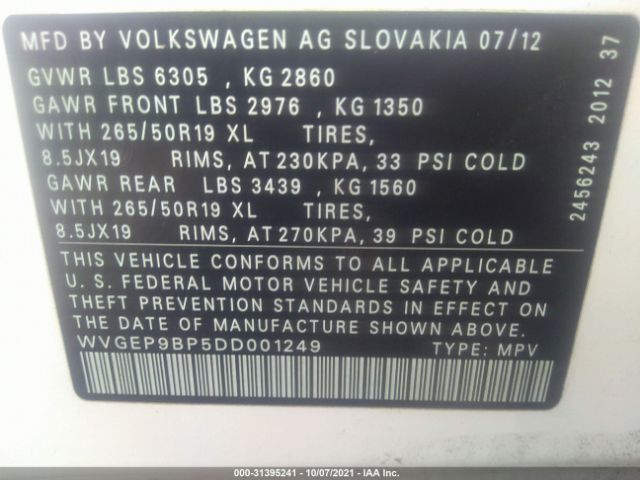 MFD BY VOLKSWAGEN AG SLOVAKIA 07/12
GVWR LBS 6305 , KG 2860
GAWR FRONT LBS 2976 , KG 1350
WITH 265/50R19 XL TIRES,
8.5JX19 RIMS, AT 230KPA, 33 PSI COLD
GAWR REAR LBS 3439 , KG 1560
WITH 265/50R19 XL TIRES,
8.5JX19 RIMS, AT 270KPA, 39 PSI COLD
THIS VEHICLE CONFORMS TO ALL APPLICABLE
U. S. FEDERAL MOTOR VEHICLE SAFETY AND
THEFT PREVENTION STANDARDS IN EFFECT ON
THE DATE OF MANUFACTURE SHOWN ABOVE.
WVGEP9BP5DD001249 TYPE: MPV
2456243 2012 37
000-31395241 - 10/07/2021 - IAA Inc.